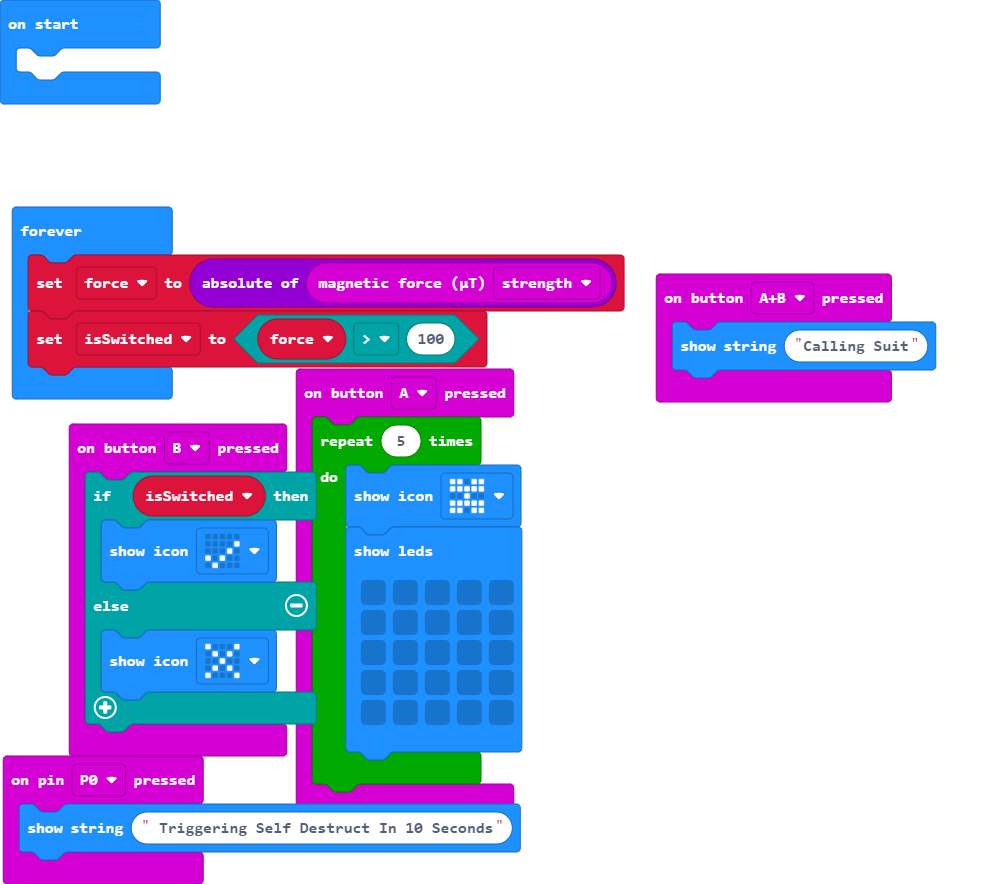 on start
forever
set force to absolute of magnetic force (µT) strength
set isSwitched to force > 100
on button A+B pressed
show string "Calling Suit"
on button A pressed
repeat 5 times
do
show icon
show leds
on button B pressed
if isSwitched then
show icon
else
show icon
on pin P0 pressed
show string " Triggering Self Destruct In 10 Seconds"